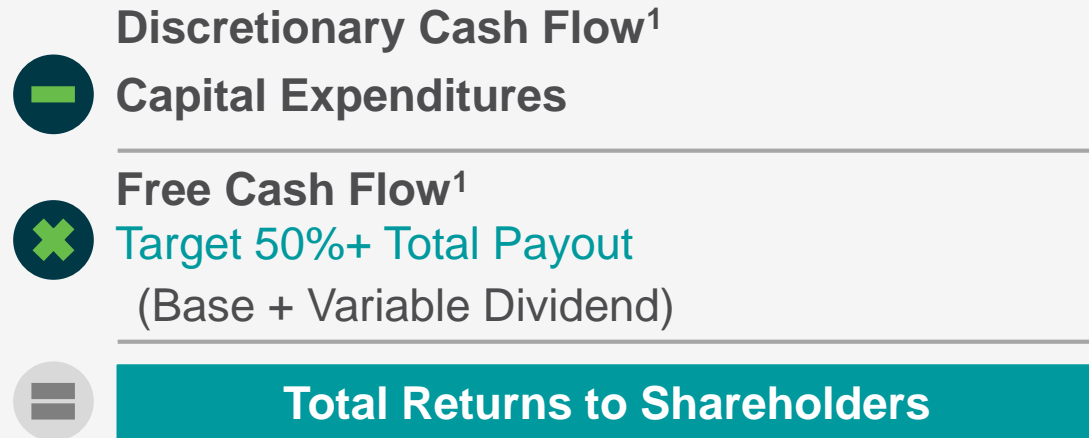 Discretionary Cash Flow¹
Capital Expenditures
Free Cash Flow¹
Target 50%+ Total Payout
(Base + Variable Dividend)
Total Returns to Shareholders